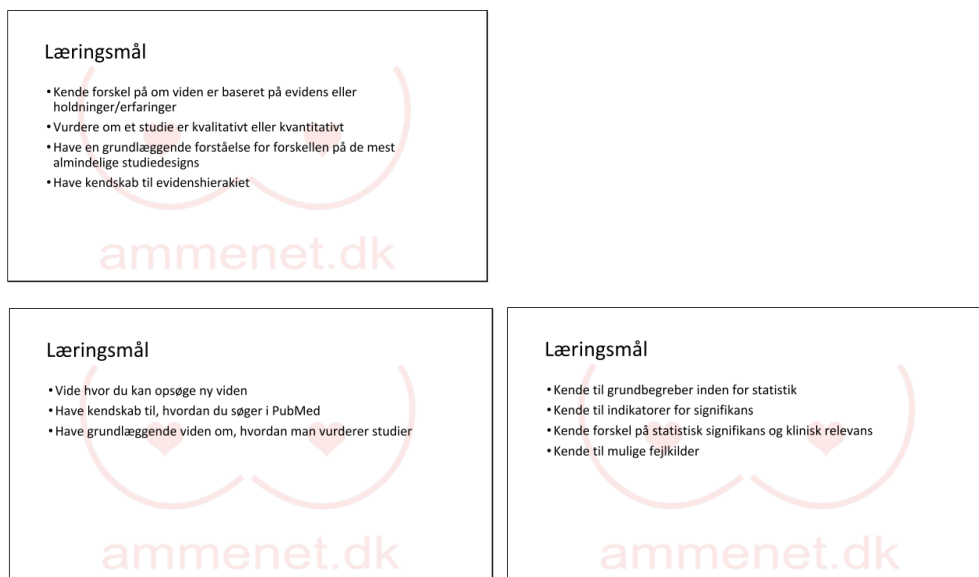 Læringsmål
• Kende forskel på om viden er baseret på evidens eller
holdninger/erfaringer
• Vurdere om et studie er kvalitativt eller kvantitativt
• Have en grundlæggende forståelse for forskellen på de mest
almindelige studiedesigns
• Have kendskab til evidenshierakiet
ammenet.dk
Læringsmål
• Vide hvor du kan opsøge ny viden
• Have kendskab til, hvordan du søger i PubMed
• Have grundlæggende viden om, hvordan man vurderer studier
ammenet.dk
Læringsmål
• Kende til grundbegreber inden for statistik
• Kende til indikatorer for signifikans
• Kende forskel på statistisk signifikans og klinisk relevans
• Kende til mulige fejlkilder
ammenet.dk